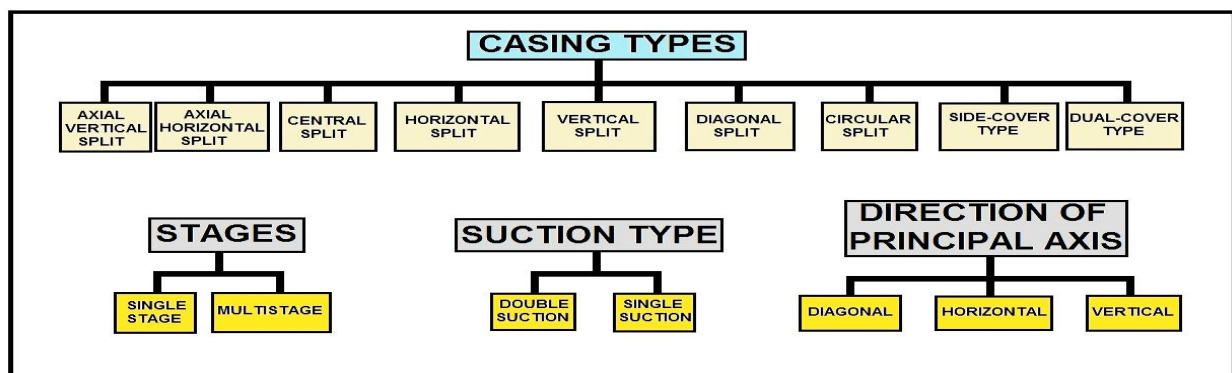 CASING TYPES
AXIAL
VERTICAL
SPLIT
AXIAL
HORIZONTAL
SPLIT
CENTRAL
SPLIT
HORIZONTAL
SPLIT
VERTICAL
SPLIT
DIAGONAL
SPLIT
CIRCULAR
SPLIT
SIDE-COVER
TYPE
DUAL-COVER
TYPE
STAGES
SINGLE
STAGE
MULTISTAGE
SUCTION TYPE
DOUBLE
SUCTION
SINGLE
SUCTION
DIRECTION OF
PRINCIPAL AXIS
DIAGONAL
HORIZONTAL
VERTICAL